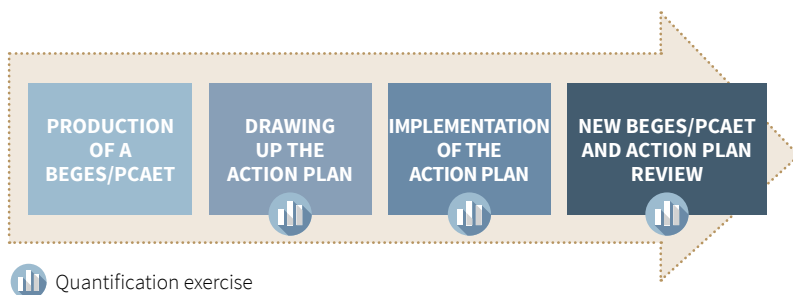 PRODUCTION
OF A
BEGES/PCAET
DRAWING
UP THE
ACTION PLAN
IMPLEMENTATION
OF THE
ACTION PLAN
NEW BEGES/PCAET
AND ACTION PLAN
REVIEW
Quantification exercise